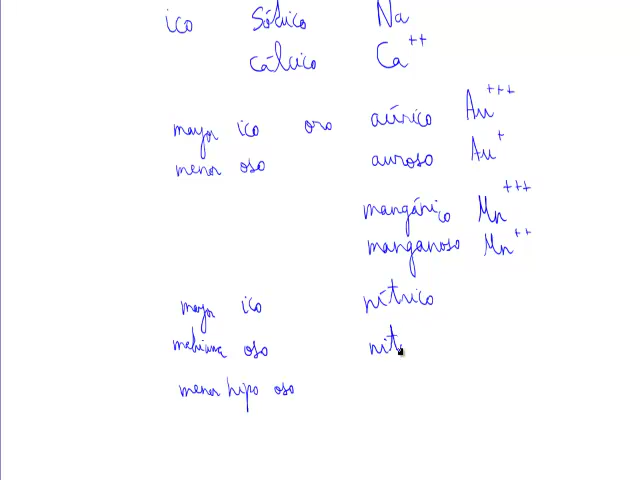 ico Sódico Na
cálcico Ca++
mayor ico oro aúrico Au+++
menor oso auroso Au+
mangánico Mn+++
manganoso Mn++
mayor ico nítrico
mediana oso nit
menor hipo oso